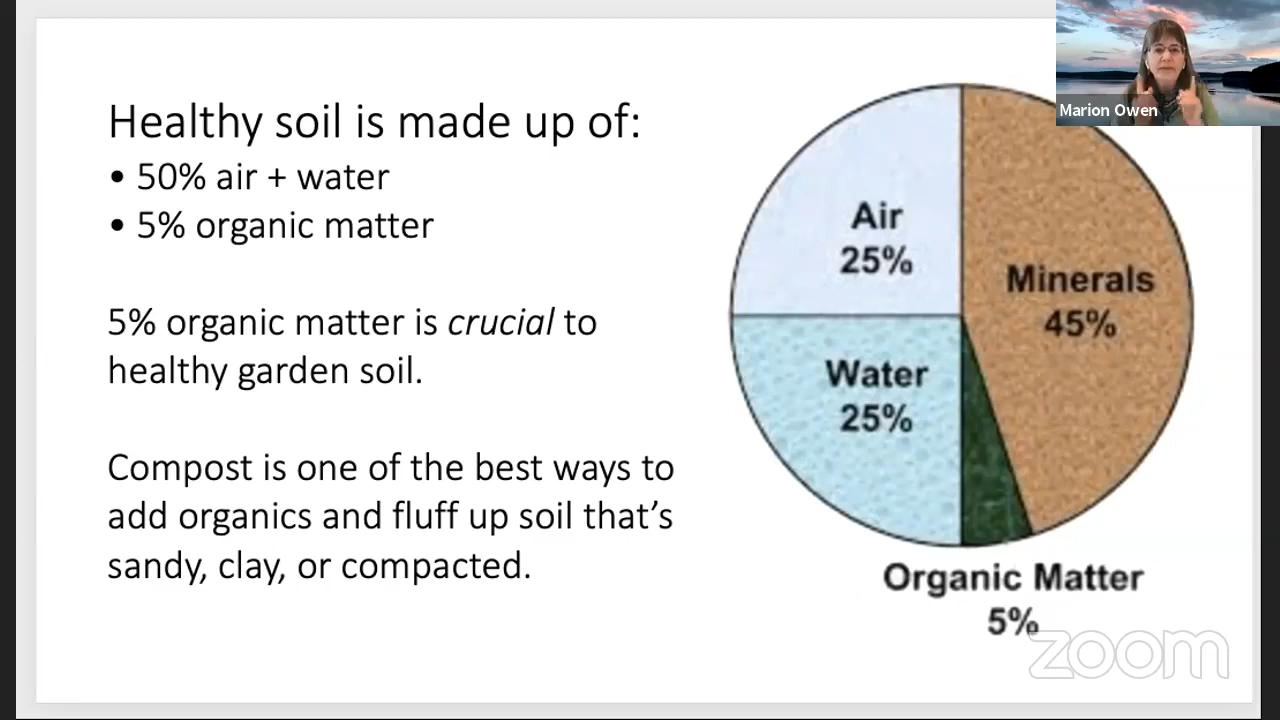 Marion Owen
Healthy soil is made up of:
• 50% air + water
• 5% organic matter
5% organic matter is crucial to
healthy garden soil.
Compost is one of the best ways to
add organics and fluff up soil that’s
sandy, clay, or compacted.
Air
25%
Minerals
45%
Water
25%
Organic Matter
5%
zoom